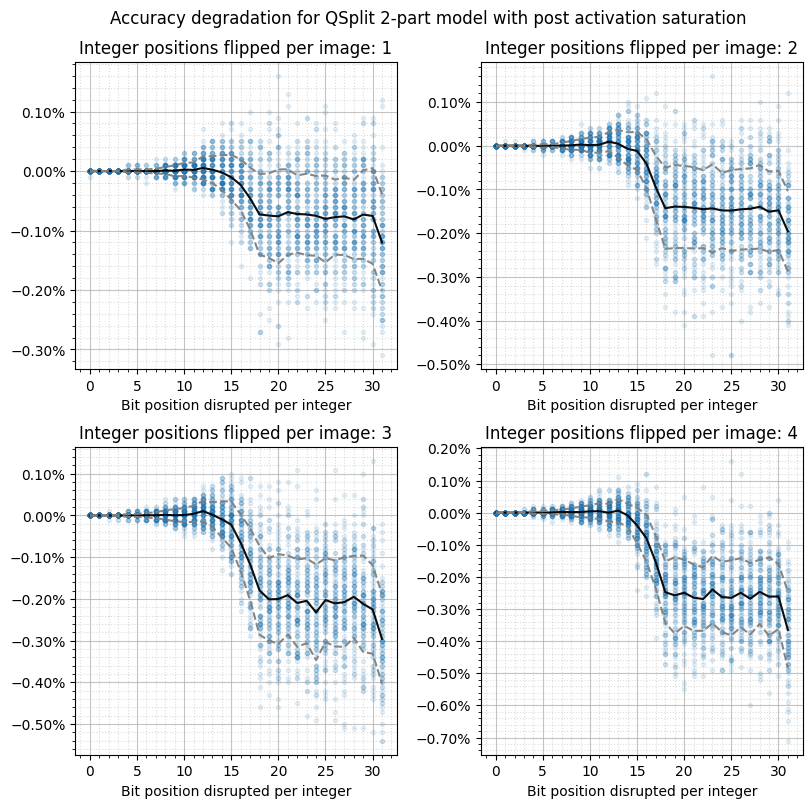 Accuracy degradation for QSplit 2-part model with post activation saturation
Integer positions flipped per image: 1
0.10%
0.00%
−0.10%
−0.20%
−0.30%
0 5 10 15 20 25 30
Bit position disrupted per integer
Integer positions flipped per image: 2
0.10%
0.00%
−0.10%
−0.20%
−0.30%
−0.40%
−0.50%
0 5 10 15 20 25 30
Bit position disrupted per integer
Integer positions flipped per image: 3
0.10%
0.00%
−0.10%
−0.20%
−0.30%
−0.40%
−0.50%
0 5 10 15 20 25 30
Bit position disrupted per integer
Integer positions flipped per image: 4
0.20%
0.10%
0.00%
−0.10%
−0.20%
−0.30%
−0.40%
−0.50%
−0.60%
−0.70%
0 5 10 15 20 25 30
Bit position disrupted per integer